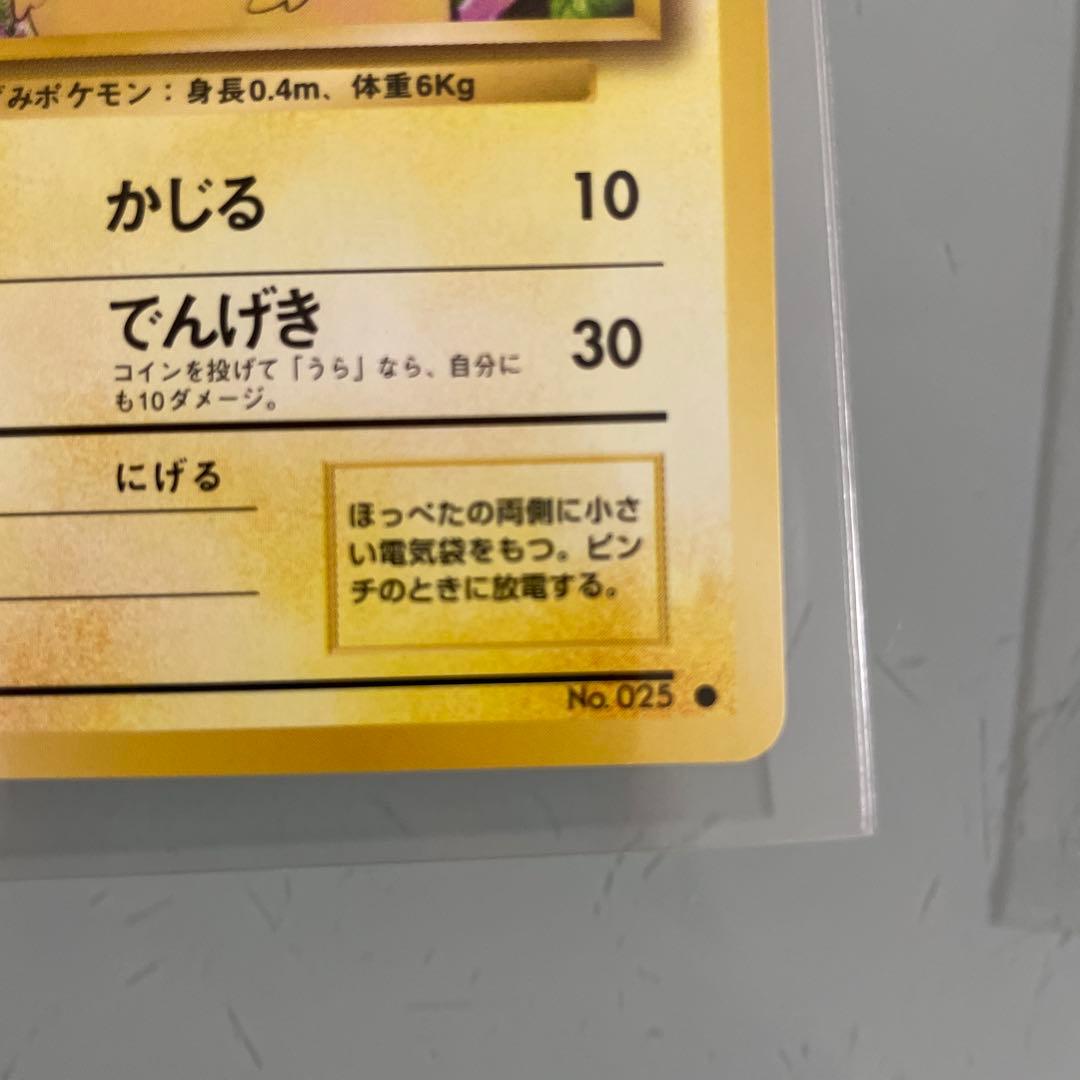 みポケモン：身長0.4m、体重6Kg
かじる 10
でんげき 30
コインを投げて「うら」なら、自分に
も10ダメージ。
にげる
ほっぺたの両側に小さ
い電気袋をもつ。ピン
チのときに放電する。
No. 025 ●